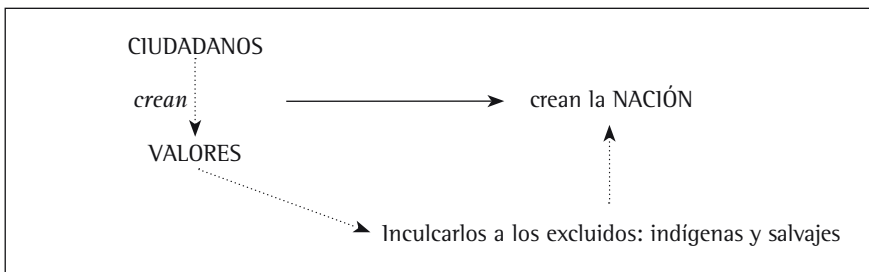 CIUDADANOS
crean
crean la NACIÓN
VALORES
Inculcarlos a los excluidos: indígenas y salvajes